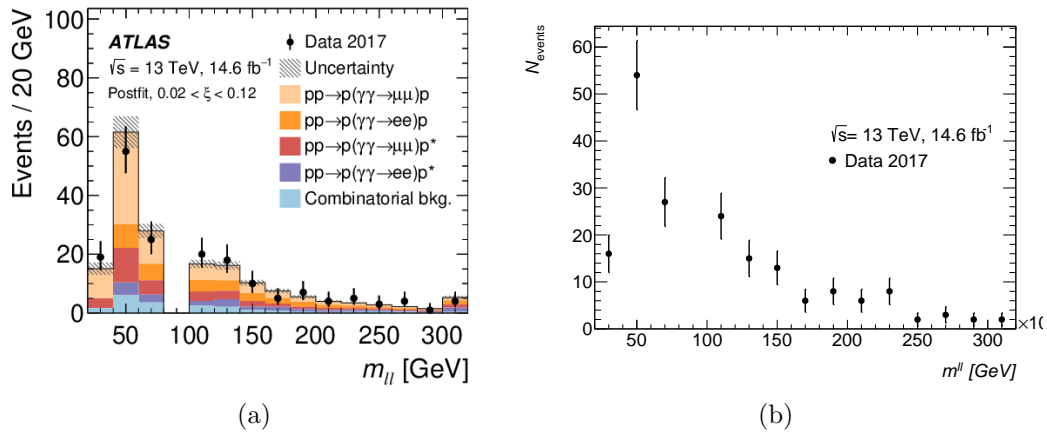 100
80
60
40
20
0
Events / 20 GeV
ATLAS
√s = 13 TeV, 14.6 fb⁻¹
Postfit, 0.02 < ξ < 0.12
Data 2017
Uncertainty
pp→p(γγ→μμ)p
pp→p(γγ→ee)p
pp→p(γγ→μμ)p*
pp→p(γγ→ee)p*
Combinatorial bkg.
50 100 150 200 250 300
m_ll [GeV]
(a)
N_events
60
50
40
30
20
10
0
√s= 13 TeV, 14.6 fb⁻¹
Data 2017
50 100 150 200 250 300
×10
m^ll [GeV]
(b)